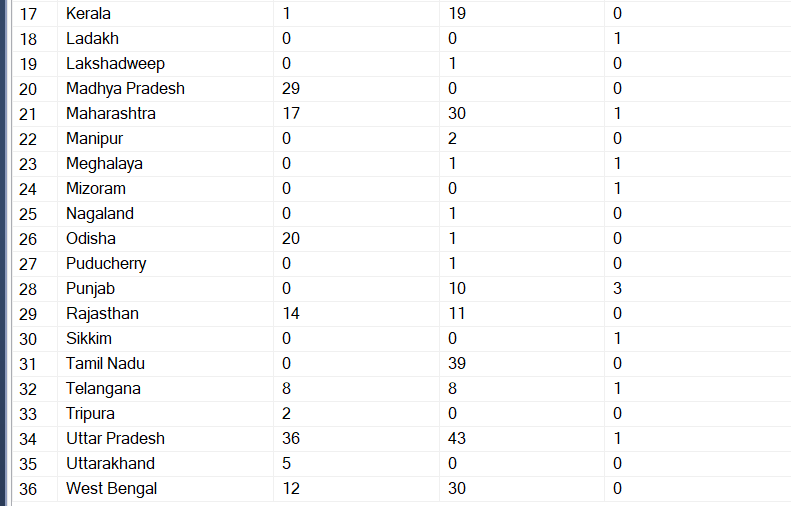 17 Kerala 1 19 0
18 Ladakh 0 0 1
19 Lakshadweep 0 1 0
20 Madhya Pradesh 29 0 0
21 Maharashtra 17 30 1
22 Manipur 0 2 0
23 Meghalaya 0 1 1
24 Mizoram 0 0 1
25 Nagaland 0 1 0
26 Odisha 20 1 0
27 Puducherry 0 1 0
28 Punjab 0 10 3
29 Rajasthan 14 11 0
30 Sikkim 0 0 1
31 Tamil Nadu 0 39 0
32 Telangana 8 8 1
33 Tripura 2 0 0
34 Uttar Pradesh 36 43 1
35 Uttarakhand 5 0 0
36 West Bengal 12 30 0